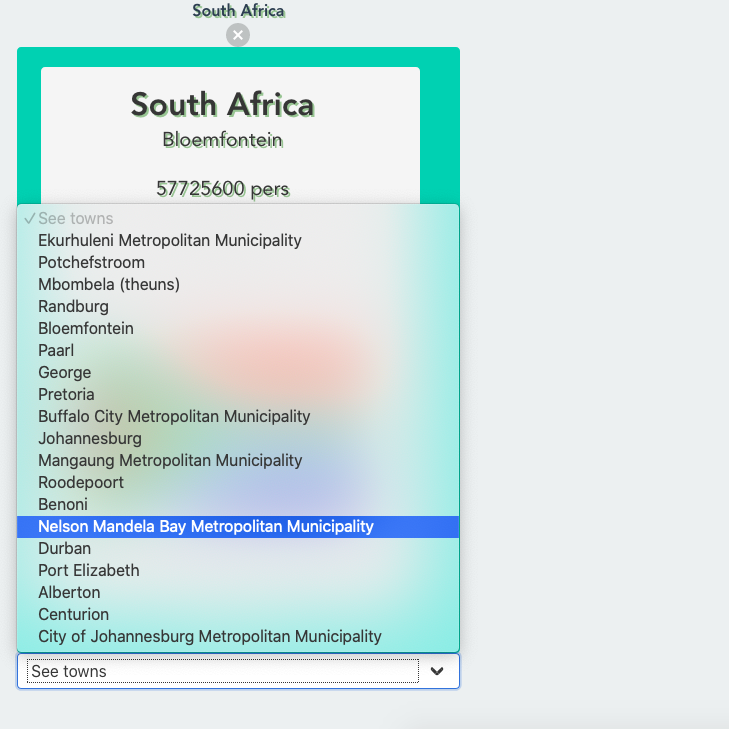 South Africa
South Africa
Bloemfontein
57725600 pers
See towns
Ekurhuleni Metropolitan Municipality
Potchefstroom
Mbombela (theuns)
Randburg
Bloemfontein
Paarl
George
Pretoria
Buffalo City Metropolitan Municipality
Johannesburg
Mangaung Metropolitan Municipality
Roodepoort
Benoni
Nelson Mandela Bay Metropolitan Municipality
Durban
Port Elizabeth
Alberton
Centurion
City of Johannesburg Metropolitan Municipality
See towns